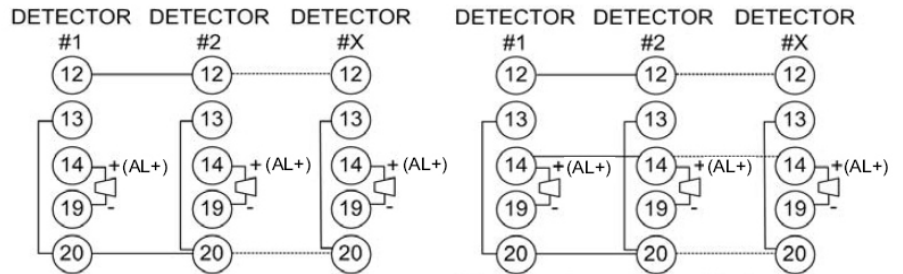 DETECTOR DETECTOR DETECTOR DETECTOR DETECTOR DETECTOR
#1 #2 #X #1 #2 #X
12 12 12 12 12 12
13 13 13 13 13 13
14 +(AL+) 14 +(AL+) 14 +(AL+) 14 +(AL+) 14 +(AL+) 14 +(AL+)
19 - 19 - 19 - 19 - 19 - 19 -
20 20 20 20 20 20